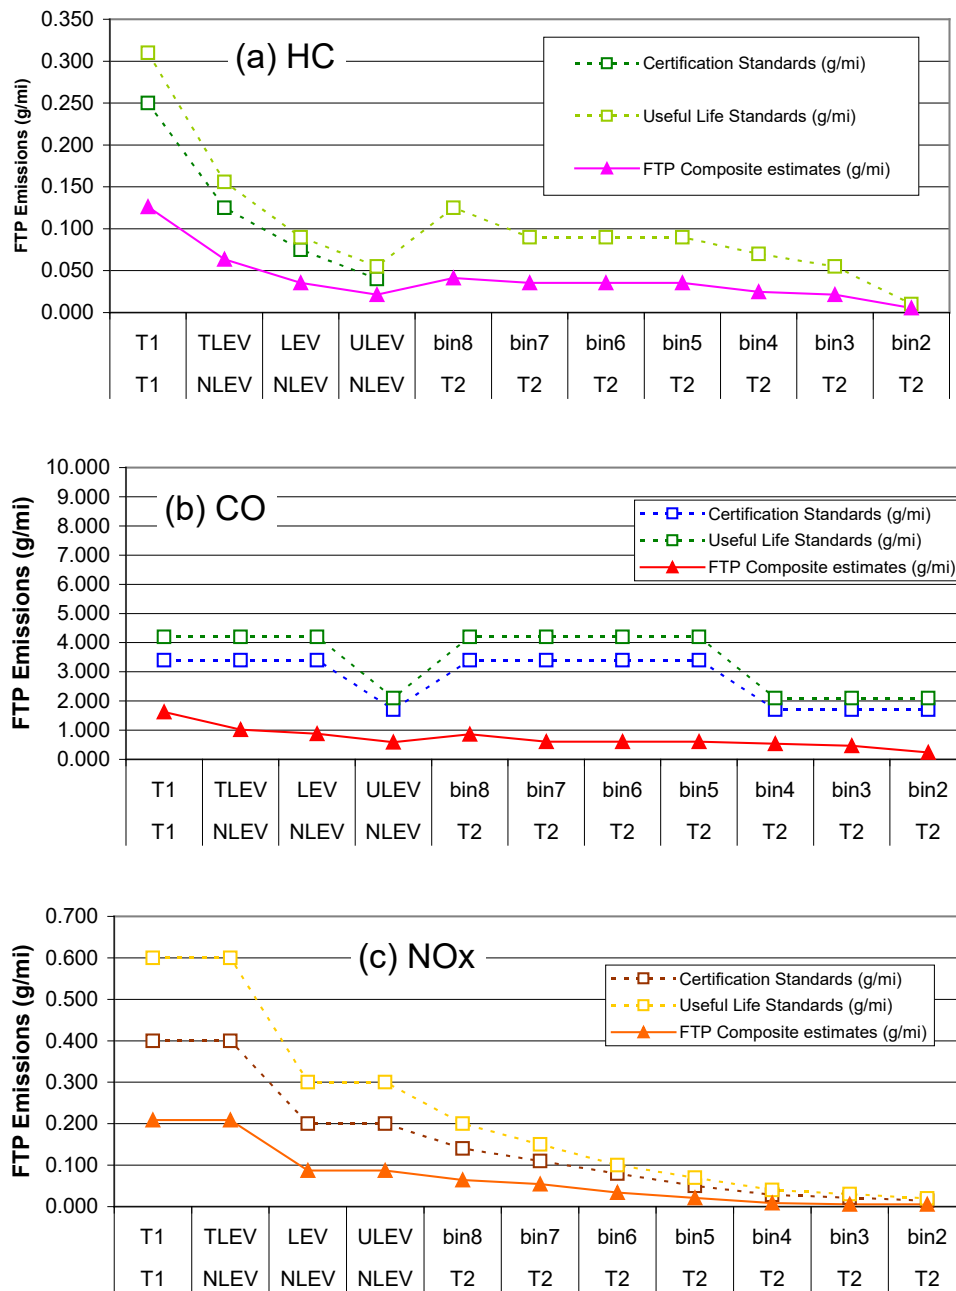 (a) HC
FTP Emissions (g/mi)
0.350
0.300
0.250
0.200
0.150
0.100
0.050
0.000
Certification Standards (g/mi)
Useful Life Standards (g/mi)
FTP Composite estimates (g/mi)
T1 TLEV LEV ULEV bin8 bin7 bin6 bin5 bin4 bin3 bin2
T1 NLEV NLEV NLEV T2 T2 T2 T2 T2 T2 T2
(b) CO
FTP Emissions (g/mi)
10.000
9.000
8.000
7.000
6.000
5.000
4.000
3.000
2.000
1.000
0.000
Certification Standards (g/mi)
Useful Life Standards (g/mi)
FTP Composite estimates (g/mi)
T1 TLEV LEV ULEV bin8 bin7 bin6 bin5 bin4 bin3 bin2
T1 NLEV NLEV NLEV T2 T2 T2 T2 T2 T2 T2
(c) NOx
FTP Emissions (g/mi)
0.700
0.600
0.500
0.400
0.300
0.200
0.100
0.000
Certification Standards (g/mi)
Useful Life Standards (g/mi)
FTP Composite estimates (g/mi)
T1 TLEV LEV ULEV bin8 bin7 bin6 bin5 bin4 bin3 bin2
T1 NLEV NLEV NLEV T2 T2 T2 T2 T2 T2 T2